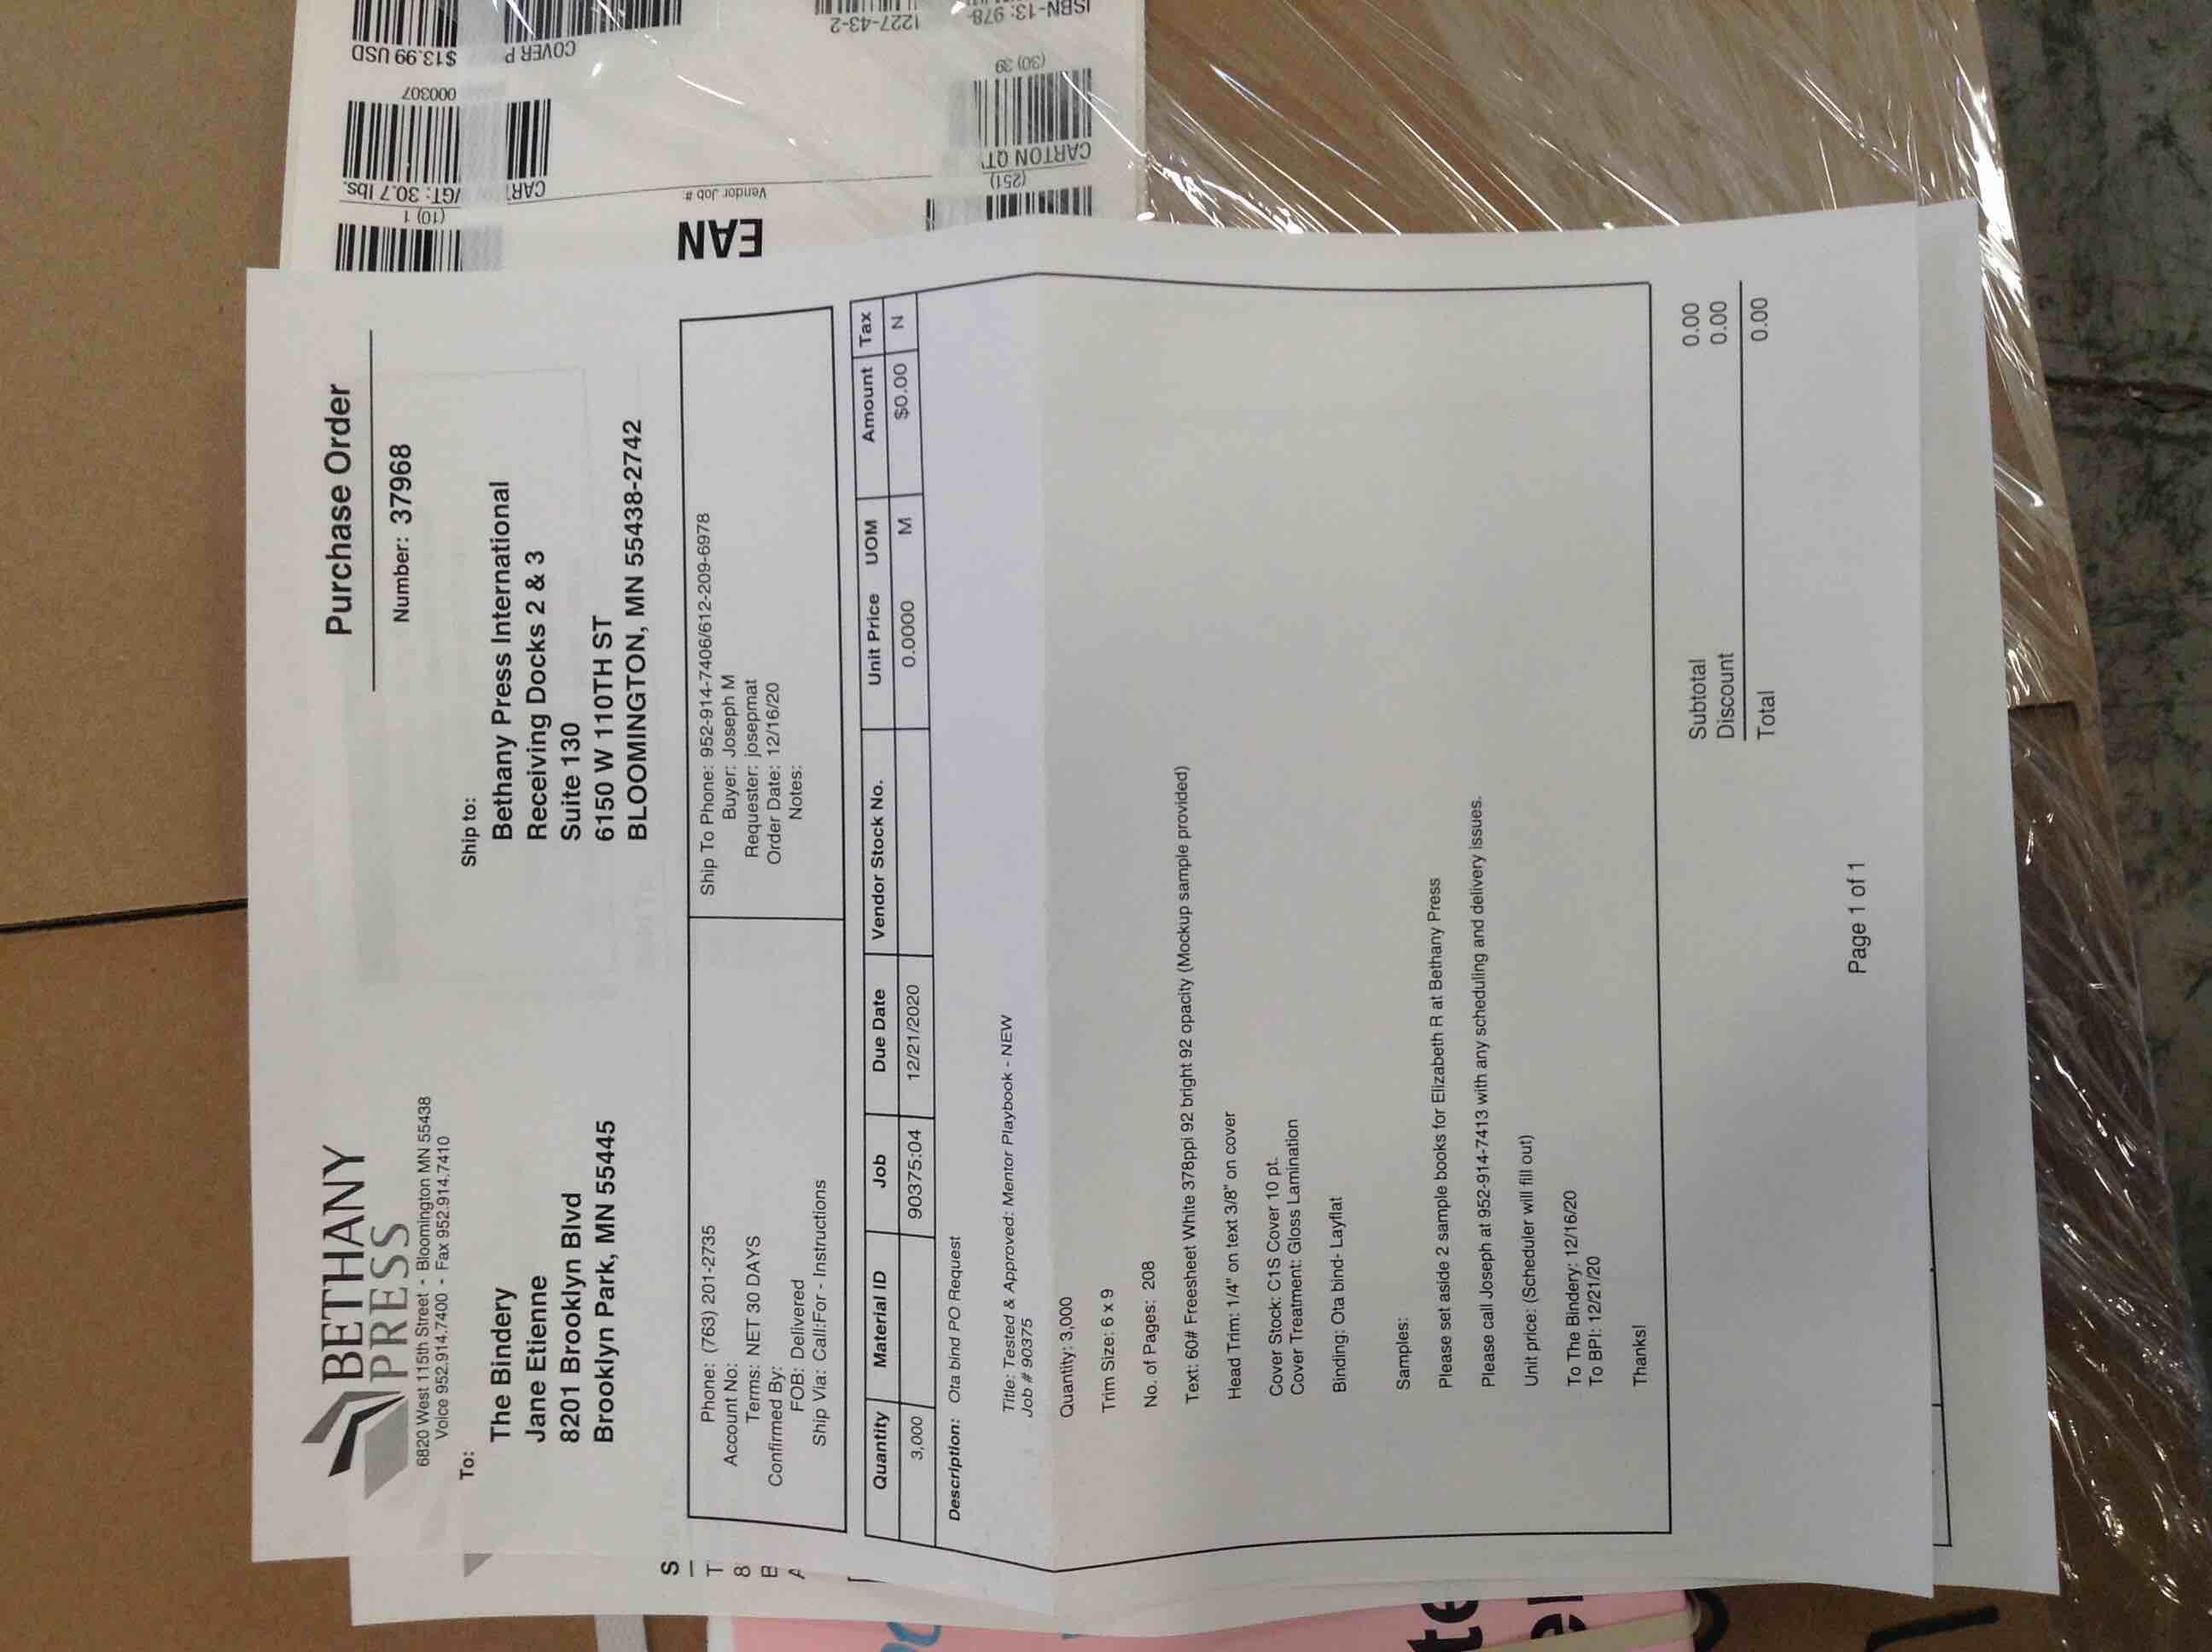 BETHANY
PRESS
6820 West 115th Street - Bloomington MN 55438
Voice 952.914.7400 - Fax 952.914.7410
Purchase Order
Number: 37968
To:
The Bindery
Jane Etienne
8201 Brooklyn Blvd
Brooklyn Park, MN 55445
Ship to:
Bethany Press International
Receiving Docks 2 & 3
Suite 130
6150 W 110TH ST
BLOOMINGTON, MN 55438-2742
Phone: (763) 201-2735
Account No:
Terms: NET 30 DAYS
Confirmed By:
FOB: Delivered
Ship Via: Call:For - Instructions
Ship To Phone: 952-914-7406/612-209-6978
Buyer: Joseph M
Requester: josepmat
Order Date: 12/16/20
Notes:
Quantity Material ID Job Due Date Vendor Stock No. Unit Price UOM Amount Tax
3,000 90375:04 12/21/2020 0.0000 M $0.00 N
Description: Ota bind PO Request
Title: Tested & Approved: Mentor Playbook - NEW
Job # 90375
Quantity: 3,000
Trim Size: 6 x 9
No. of Pages: 208
Text: 60# Freesheet White 378ppi 92 bright 92 opacity (Mockup sample provided)
Head Trim: 1/4" on text 3/8" on cover
Cover Stock: C1S Cover 10 pt.
Cover Treatment: Gloss Lamination
Binding: Ota bind- Layflat
Samples:
Please set aside 2 sample books for Elizabeth R at Bethany Press
Please call Joseph at 952-914-7413 with any scheduling and delivery issues.
Unit price: (Scheduler will fill out)
To The Bindery: 12/16/20
To BPI: 12/21/20
Thanks!
Subtotal 0.00
Discount 0.00
Total 0.00
Page 1 of 1
S
T
8
B
A
EAN
Vendor Job #
CARTON QT
(251)
(30) 39
ISBN-13: 978-
1227-43-2
COVER P
$13.99 USD
000307
/GT: 30.7 lbs.
(10) 1
CART